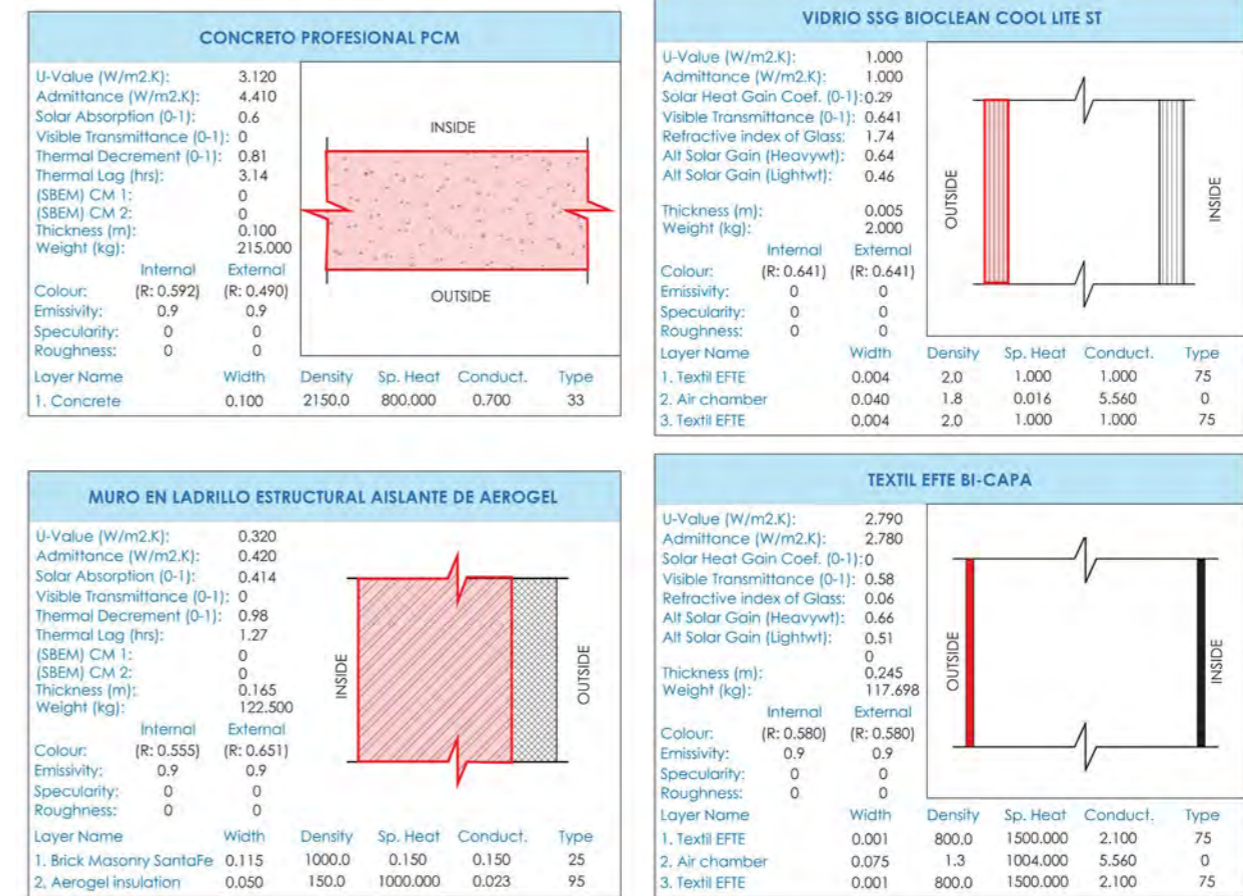 CONCRETO PROFESIONAL PCM
U-Value (W/m2.K): 3.120
Admittance (W/m2.K): 4.410
Solar Absorption (0-1): 0.6
Visible Transmittance (0-1): 0
Thermal Decrement (0-1): 0.81
Thermal Lag (hrs): 3.14
(SBEM) CM 1: 0
(SBEM) CM 2: 0
Thickness (m): 0.100
Weight (kg): 215.000
Internal External
Colour: (R: 0.592) (R: 0.490)
Emissivity: 0.9 0.9
Specularity: 0 0
Roughness: 0 0
INSIDE
OUTSIDE
Layer Name Width Density Sp. Heat Conduct. Type
1. Concrete 0.100 2150.0 800.000 0.700 33
VIDRIO SSG BIOCLEAN COOL LITE ST
U-Value (W/m2.K): 1.000
Admittance (W/m2.K): 1.000
Solar Heat Gain Coef. (0-1): 0.29
Visible Transmittance (0-1): 0.641
Refractive index of Glass: 1.74
Alt Solar Gain (Heavywt): 0.64
Alt Solar Gain (Lightwt): 0.46
Thickness (m): 0.005
Weight (kg): 2.000
Internal External
Colour: (R: 0.641) (R: 0.641)
Emissivity: 0 0
Specularity: 0 0
Roughness: 0 0
OUTSIDE
INSIDE
Layer Name Width Density Sp. Heat Conduct. Type
1. Textil EFTE 0.004 2.0 1.000 1.000 75
2. Air chamber 0.040 1.8 0.016 5.560 0
3. Textil EFTE 0.004 2.0 1.000 1.000 75
MURO EN LADRILLO ESTRUCTURAL AISLANTE DE AEROGEL
U-Value (W/m2.K): 0.320
Admittance (W/m2.K): 0.420
Solar Absorption (0-1): 0.414
Visible Transmittance (0-1): 0
Thermal Decrement (0-1): 0.98
Thermal Lag (hrs): 1.27
(SBEM) CM 1: 0
(SBEM) CM 2: 0
Thickness (m): 0.165
Weight (kg): 122.500
Internal External
Colour: (R: 0.555) (R: 0.651)
Emissivity: 0.9 0.9
Specularity: 0 0
Roughness: 0 0
INSIDE
OUTSIDE
Layer Name Width Density Sp. Heat Conduct. Type
1. Brick Masonry SantaFe 0.115 1000.0 0.150 0.150 25
2. Aerogel insulation 0.050 150.0 1000.000 0.023 95
TEXTIL EFTE BI-CAPA
U-Value (W/m2.K): 2.790
Admittance (W/m2.K): 2.780
Solar Heat Gain Coef. (0-1): 0
Visible Transmittance (0-1): 0.58
Refractive index of Glass: 0.06
Alt Solar Gain (Heavywt): 0.66
Alt Solar Gain (Lightwt): 0.51
0
Thickness (m): 0.245
Weight (kg): 117.698
Internal External
Colour: (R: 0.580) (R: 0.580)
Emissivity: 0.9 0.9
Specularity: 0 0
Roughness: 0 0
OUTSIDE
INSIDE
Layer Name Width Density Sp. Heat Conduct. Type
1. Textil EFTE 0.001 800.0 1500.000 2.100 75
2. Air chamber 0.075 1.3 1004.000 5.560 0
3. Textil EFTE 0.001 800.0 1500.000 2.100 75